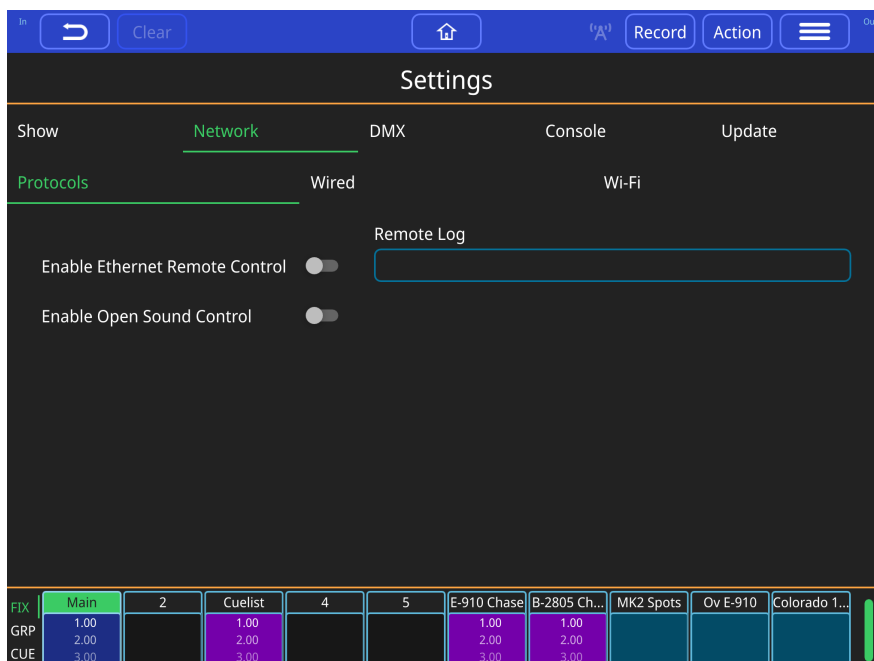 In Clear Record Action Ou
Settings
Show Network DMX Console Update
Protocols Wired Wi-Fi
Remote Log
Enable Ethernet Remote Control
Enable Open Sound Control
FIX Main 2 Cuelist 4 5 E-910 Chase B-2805 Ch... MK2 Spots Ov E-910 Colorado 1...
1.00 1.00 1.00 1.00
GRP 2.00 2.00 2.00 2.00
CUE 3.00 3.00 3.00 3.00